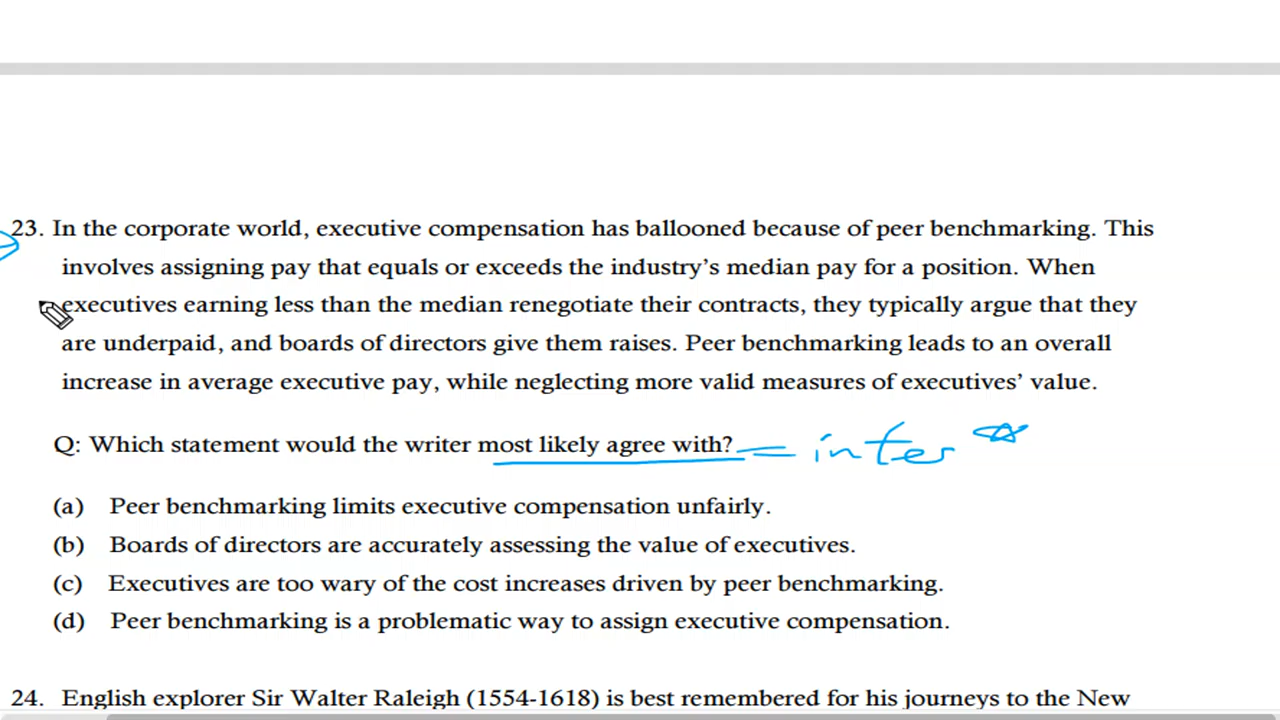 23. In the corporate world, executive compensation has ballooned because of peer benchmarking. This
involves assigning pay that equals or exceeds the industry's median pay for a position. When
executives earning less than the median renegotiate their contracts, they typically argue that they
are underpaid, and boards of directors give them raises. Peer benchmarking leads to an overall
increase in average executive pay, while neglecting more valid measures of executives' value.
Q: Which statement would the writer most likely agree with? = infer
(a) Peer benchmarking limits executive compensation unfairly.
(b) Boards of directors are accurately assessing the value of executives.
(c) Executives are too wary of the cost increases driven by peer benchmarking.
(d) Peer benchmarking is a problematic way to assign executive compensation.
24. English explorer Sir Walter Raleigh (1554-1618) is best remembered for his journeys to the New